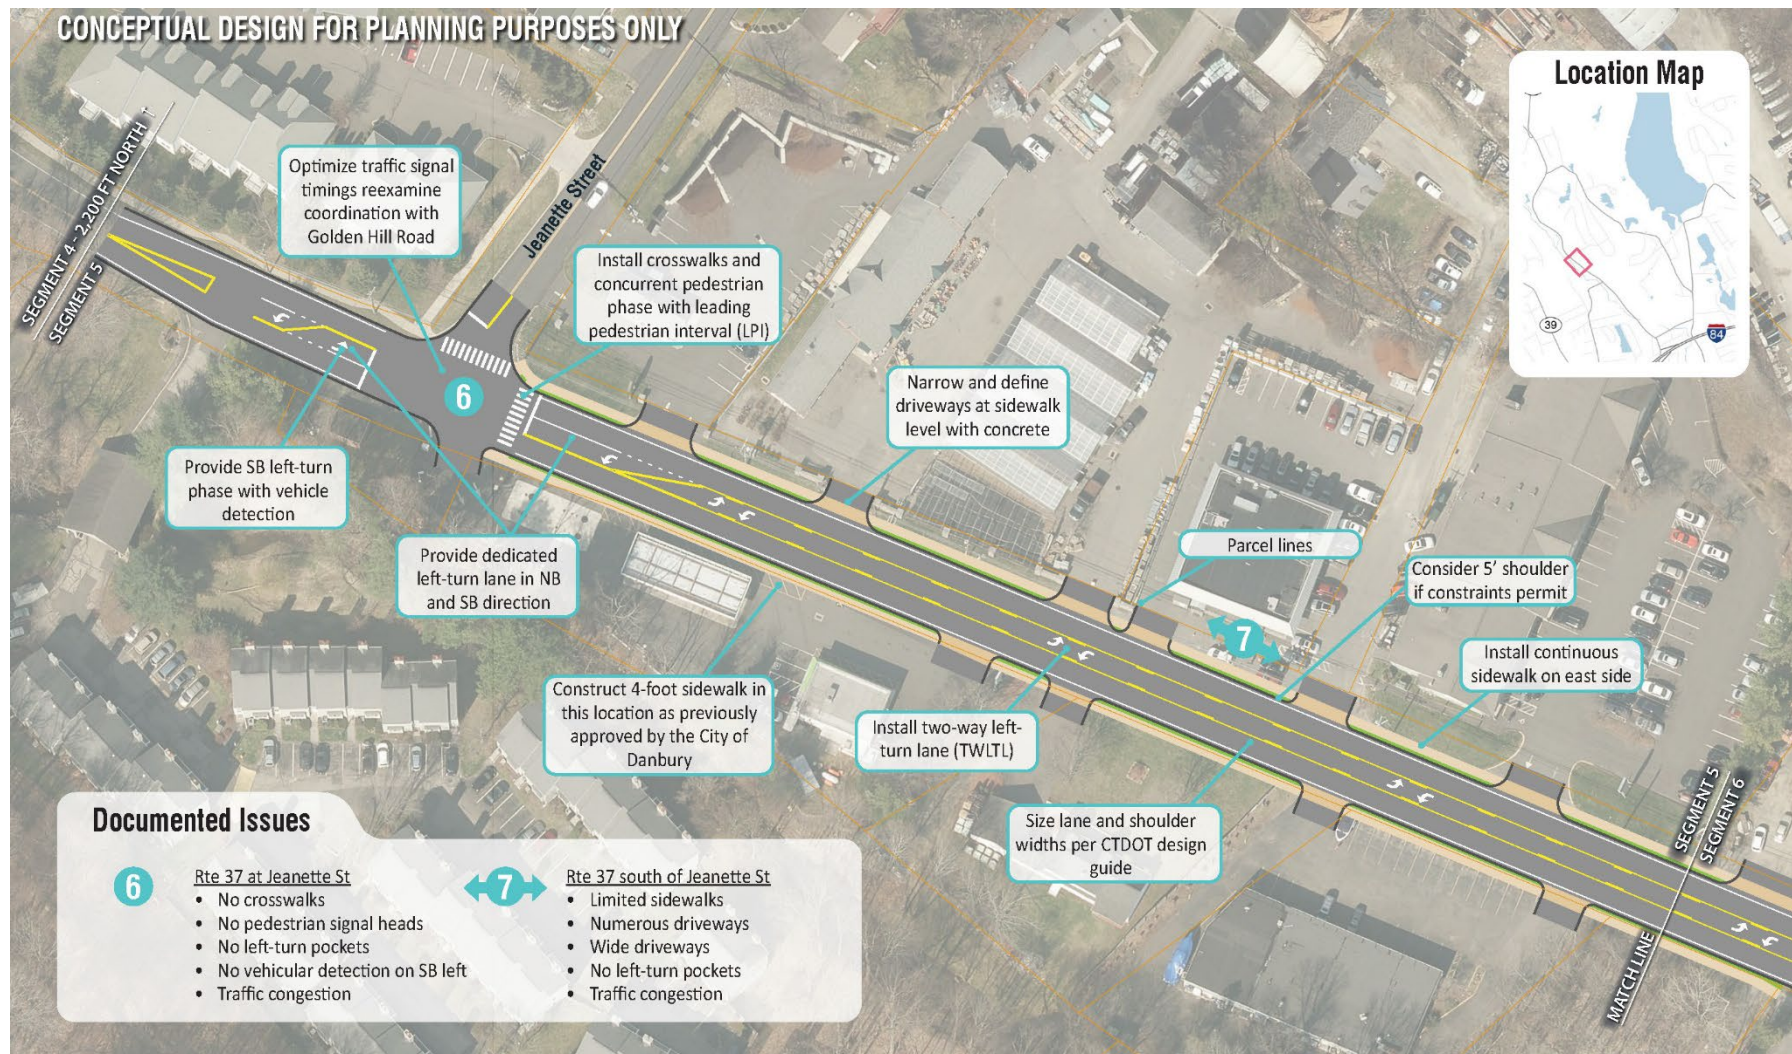 CONCEPTUAL DESIGN FOR PLANNING PURPOSES ONLY
Location Map
39
84
SEGMENT 4 - 2,200 FT NORTH
SEGMENT 5
Optimize traffic signal
timings reexamine
coordination with
Golden Hill Road
Jeanette Street
Install crosswalks and
concurrent pedestrian
phase with leading
pedestrian interval (LPI)
6
Narrow and define
driveways at sidewalk
level with concrete
Provide SB left-turn
phase with vehicle
detection
Provide dedicated
left-turn lane in NB
and SB direction
Parcel lines
Consider 5’ shoulder
if constraints permit
7
Install continuous
sidewalk on east side
Construct 4-foot sidewalk in
this location as previously
approved by the City of
Danbury
Install two-way left-
turn lane (TWLTL)
Size lane and shoulder
widths per CTDOT design
guide
SEGMENT 5
SEGMENT 6
MATCH LINE
Documented Issues
6
Rte 37 at Jeanette St
• No crosswalks
• No pedestrian signal heads
• No left-turn pockets
• No vehicular detection on SB left
• Traffic congestion
7
Rte 37 south of Jeanette St
• Limited sidewalks
• Numerous driveways
• Wide driveways
• No left-turn pockets
• Traffic congestion